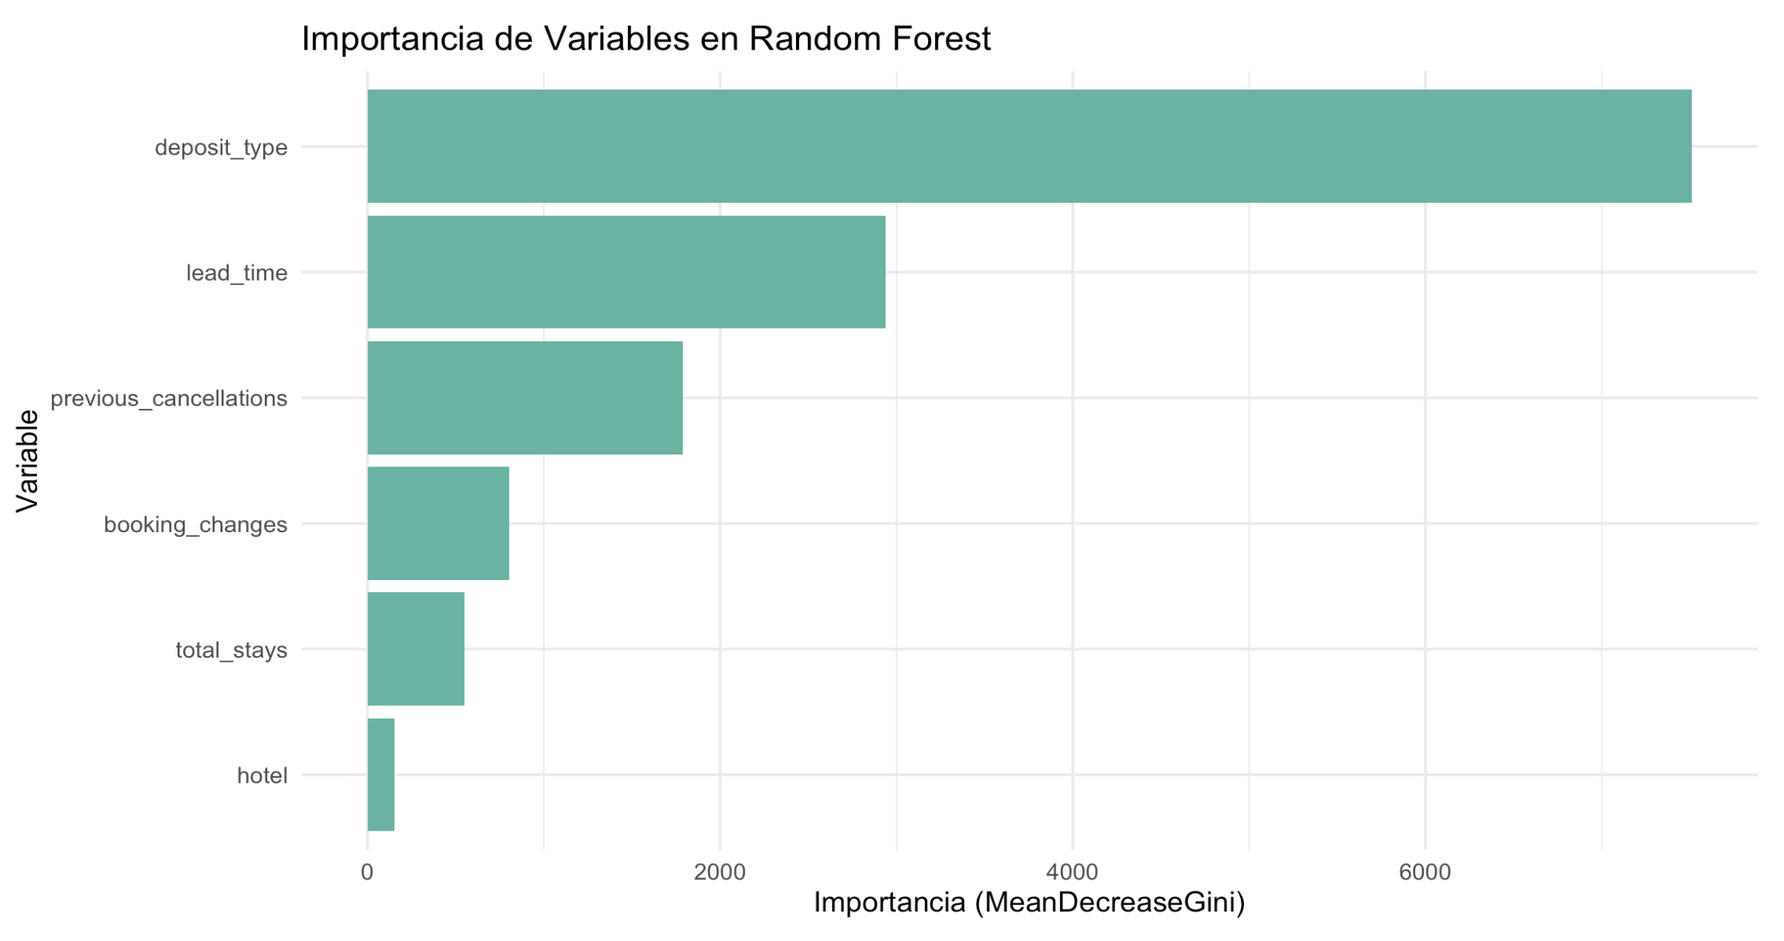 Importancia de Variables en Random Forest
Variable
deposit_type
lead_time
previous_cancellations
booking_changes
total_stays
hotel
0 2000 4000 6000
Importancia (MeanDecreaseGini)